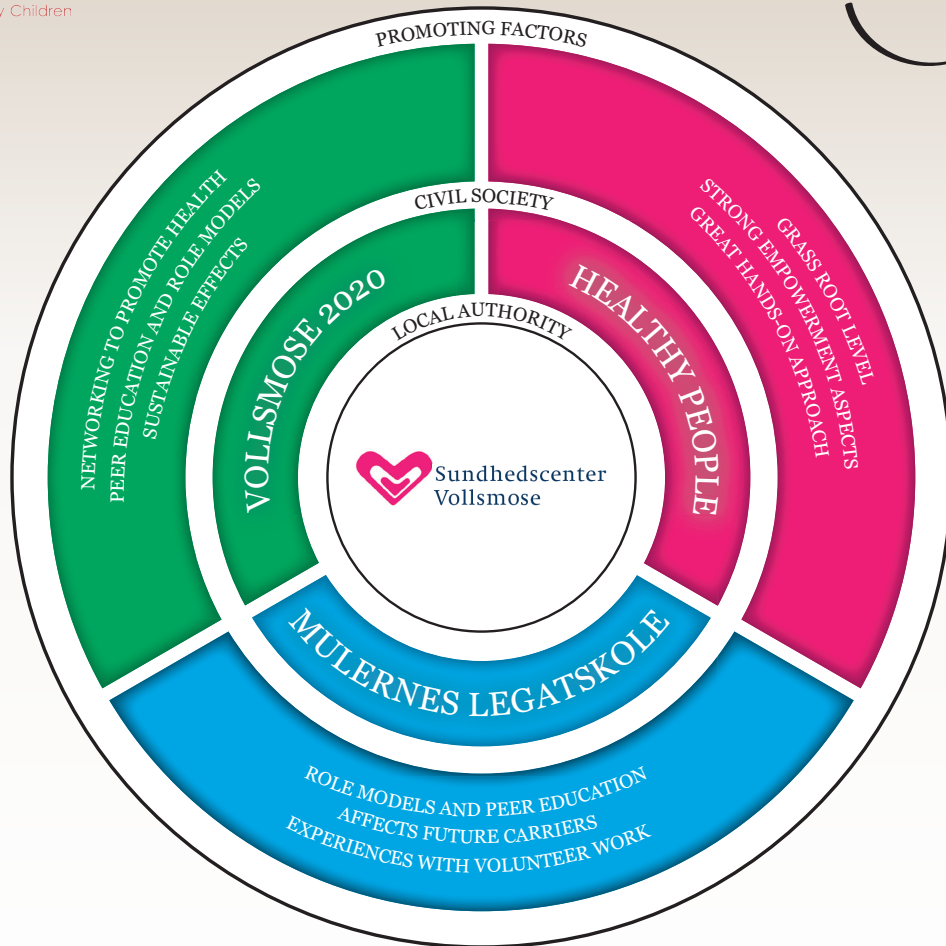 y Children
PROMOTING FACTORS
CIVIL SOCIETY
LOCAL AUTHORITY
NETWORKING TO PROMOTE HEALTH
PEER EDUCATION AND ROLE MODELS
SUSTAINABLE EFFECTS
VOLLSMOSE 2020
HEALTHY PEOPLE
GRASS ROOT LEVEL
STRONG EMPOWERMENT ASPECTS
GREAT HANDS-ON APPROACH
Sundhedscenter
Vollsmose
MULERNES LEGATSKOLE
ROLE MODELS AND PEER EDUCATION
AFFECTS FUTURE CARRIERS
EXPERIENCES WITH VOLUNTEER WORK